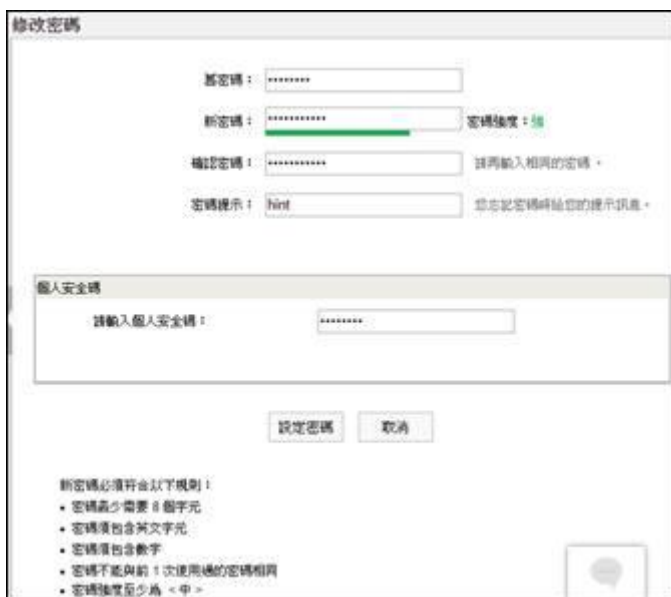 修改密碼
舊密碼：
新密碼： 密碼強度：強
確認密碼： 請再輸入相同的密碼。
密碼提示： hint 您忘記密碼時給您的提示訊息。
個人安全碼
請輸入個人安全碼：
設定密碼 取消
新密碼必須符合以下規則：
• 密碼最少需要 8 個字元
• 密碼須包含英文字元
• 密碼須包含數字
• 密碼不能與前 1 次使用過的密碼相同
• 密碼強度至少為 <中>